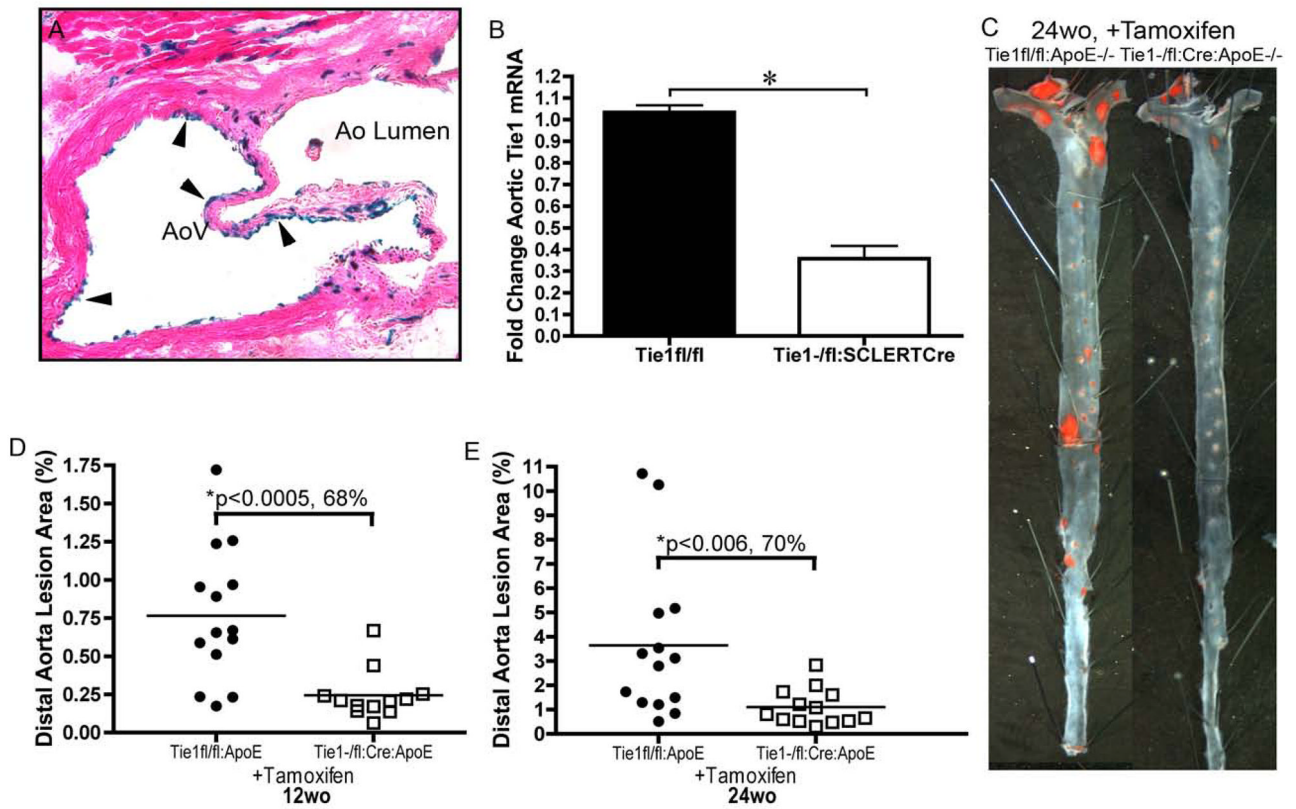 A
Ao Lumen
AoV
B
Fold Change Aortic Tie1 mRNA
1.2
1.1
1.0
0.9
0.8
0.7
0.6
0.5
0.4
0.3
0.2
0.1
0.0
*
Tie1fl/fl
Tie1-/fl:SCLERTCre
C
24wo, +Tamoxifen
Tie1fl/fl:ApoE-/- Tie1-/fl:Cre:ApoE-/-
D
Distal Aorta Lesion Area (%)
1.75
1.50
1.25
1.00
0.75
0.50
0.25
0.00
*p<0.0005, 68%
Tie1fl/fl:ApoE
Tie1-/fl:Cre:ApoE
+Tamoxifen
12wo
E
Distal Aorta Lesion Area (%)
11
10
9
8
7
6
5
4
3
2
1
0
*p<0.006, 70%
Tie1fl/fl:ApoE
Tie1-/fl:Cre:ApoE
+Tamoxifen
24wo